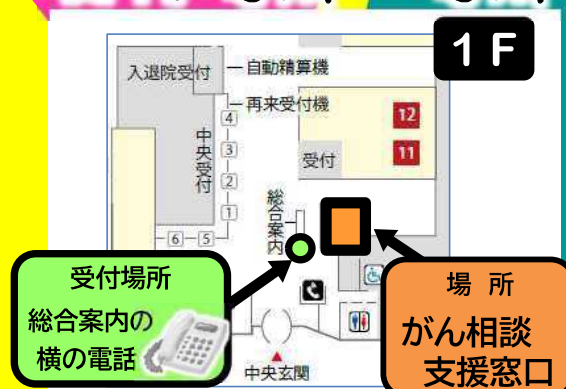 1F
入退院受付
自動精算機
再来受付機
中央受付
4
3
2
1
6
5
12
11
受付
総合案内
受付場所
総合案内の
横の電話
場 所
がん相談
支援窓口
中央玄関